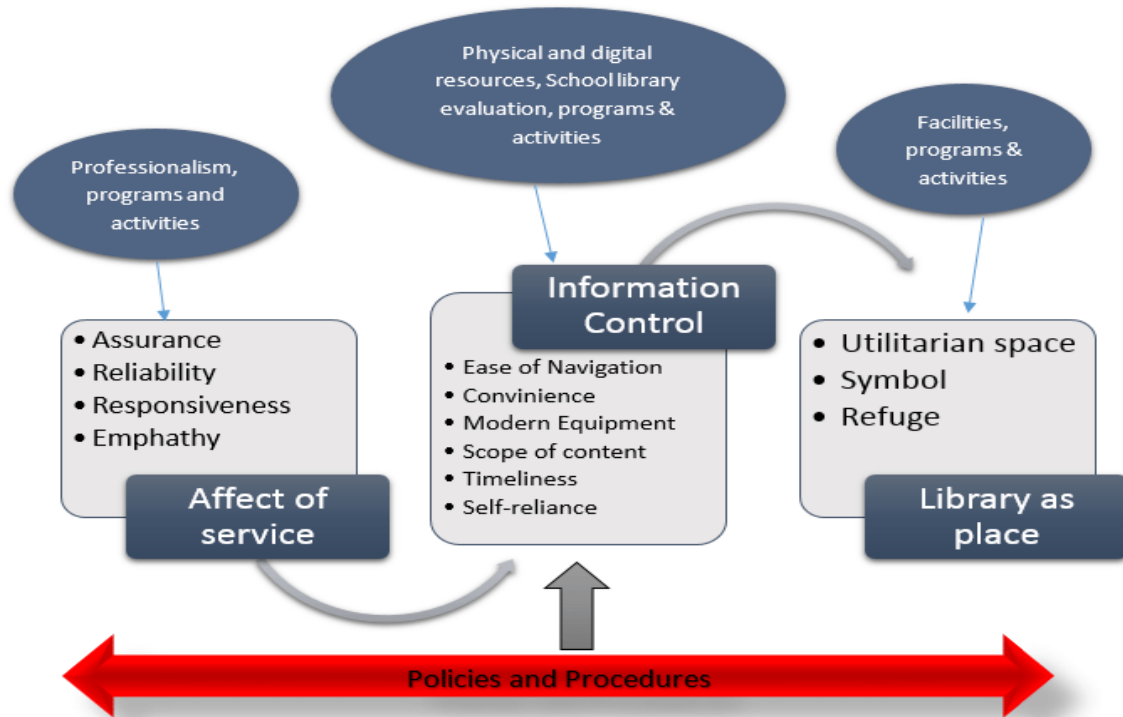 Physical and digital
resources, School library
evaluation, programs &
activities
Facilities,
programs &
activities
Professionalism,
programs and
activities
Information
Control
• Assurance
• Reliability
• Responsiveness
• Emphathy
Affect of
service
• Ease of Navigation
• Convinience
• Modern Equipment
• Scope of content
• Timeliness
• Self-reliance
• Utilitarian space
• Symbol
• Refuge
Library as
place
Policies and Procedures